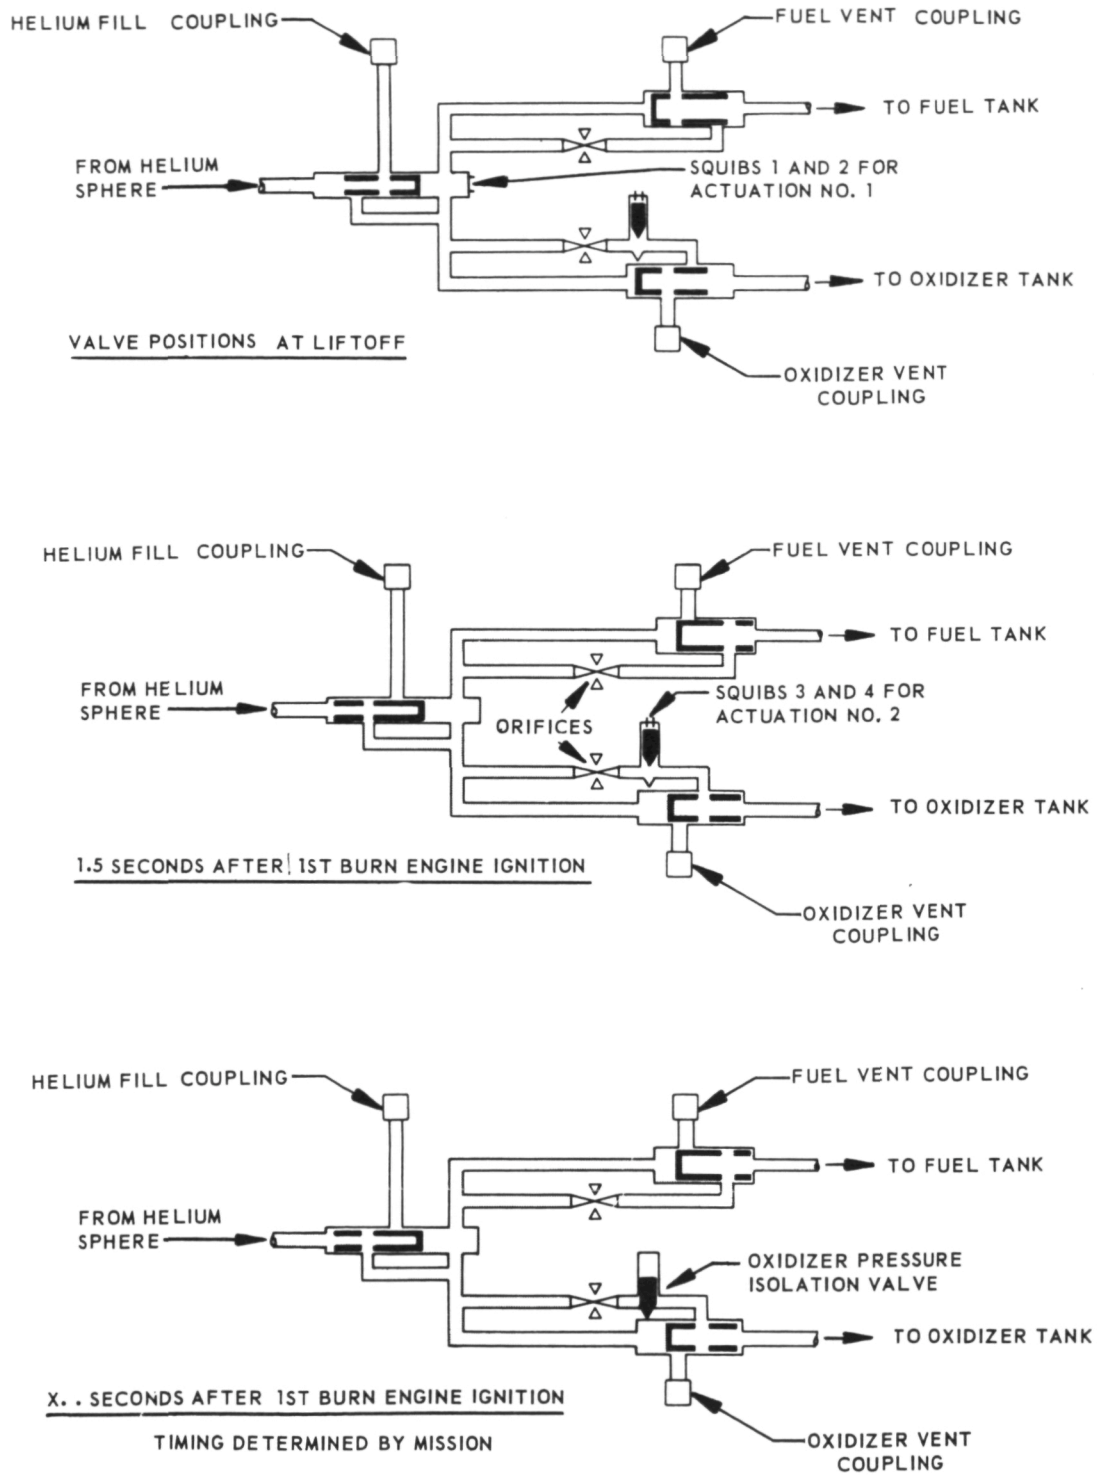 HELIUM FILL COUPLING
FUEL VENT COUPLING
TO FUEL TANK
FROM HELIUM
SPHERE
SQUIBS 1 AND 2 FOR
ACTUATION NO. 1
TO OXIDIZER TANK
VALVE POSITIONS AT LIFTOFF
OXIDIZER VENT
COUPLING
HELIUM FILL COUPLING
FUEL VENT COUPLING
TO FUEL TANK
FROM HELIUM
SPHERE
SQUIBS 3 AND 4 FOR
ACTUATION NO. 2
ORIFICES
TO OXIDIZER TANK
1.5 SECONDS AFTER 1ST BURN ENGINE IGNITION
OXIDIZER VENT
COUPLING
HELIUM FILL COUPLING
FUEL VENT COUPLING
TO FUEL TANK
FROM HELIUM
SPHERE
OXIDIZER PRESSURE
ISOLATION VALVE
TO OXIDIZER TANK
X.. SECONDS AFTER 1ST BURN ENGINE IGNITION
TIMING DETERMINED BY MISSION
OXIDIZER VENT
COUPLING